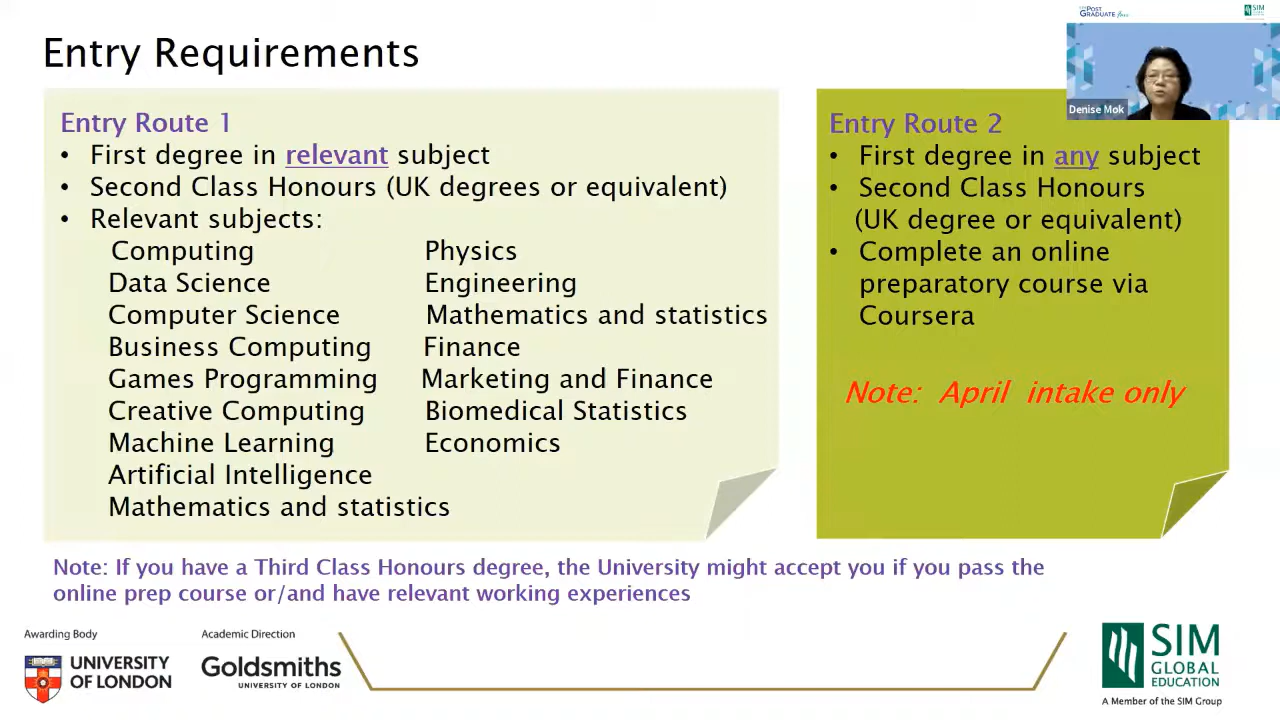 POST
GRADUATE
SIM
GLOBAL
EDUCATION
Denise Mok
Entry Requirements
Entry Route 1
• First degree in relevant subject
• Second Class Honours (UK degrees or equivalent)
• Relevant subjects:
Computing
Data Science
Computer Science
Business Computing
Games Programming
Creative Computing
Machine Learning
Artificial Intelligence
Mathematics and statistics
Physics
Engineering
Mathematics and statistics
Finance
Marketing and Finance
Biomedical Statistics
Economics
Entry Route 2
• First degree in any subject
• Second Class Honours
(UK degree or equivalent)
• Complete an online
preparatory course via
Coursera
Note: April intake only
Note: If you have a Third Class Honours degree, the University might accept you if you pass the
online prep course or/and have relevant working experiences
Awarding Body
UNIVERSITY
OF LONDON
Academic Direction
Goldsmiths
UNIVERSITY OF LONDON
SIM
GLOBAL
EDUCATION
A Member of the SIM Group